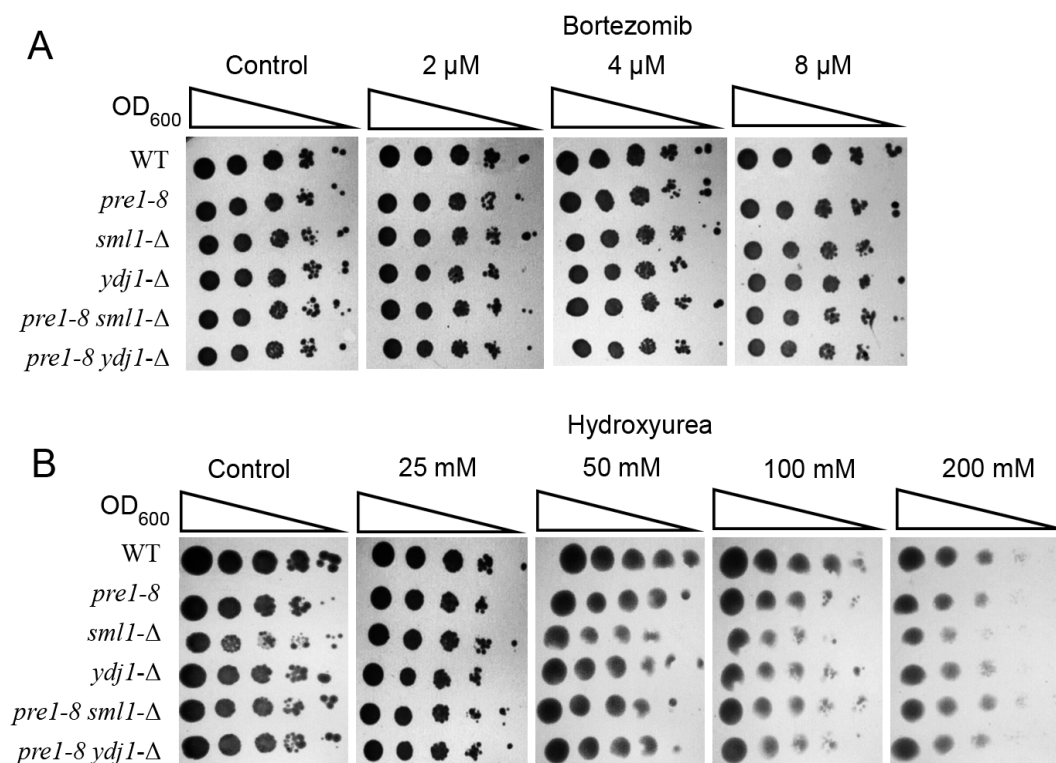 A
Bortezomib
Control 2 µM 4 µM 8 µM
OD600
WT
pre1-8
sml1-Δ
ydj1-Δ
pre1-8 sml1-Δ
pre1-8 ydj1-Δ
B
Hydroxyurea
Control 25 mM 50 mM 100 mM 200 mM
OD600
WT
pre1-8
sml1-Δ
ydj1-Δ
pre1-8 sml1-Δ
pre1-8 ydj1-Δ